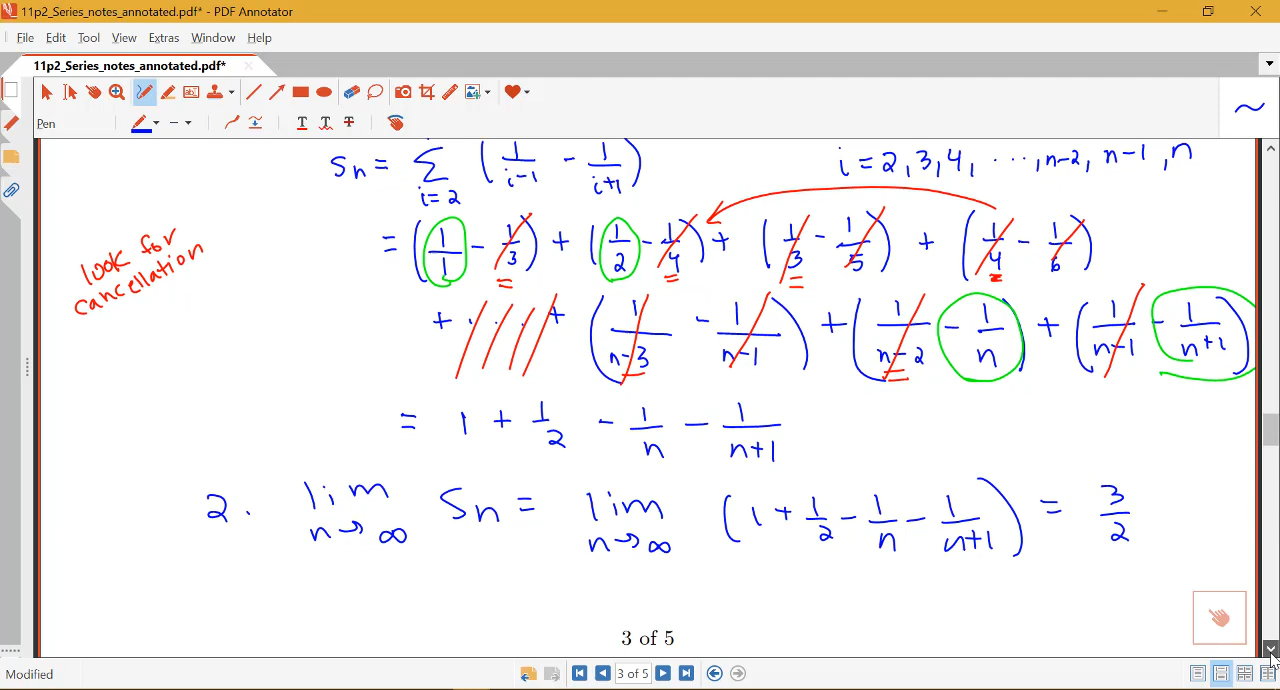 11p2_Series_notes_annotated.pdf* - PDF Annotator
File Edit Tool View Extras Window Help
11p2_Series_notes_annotated.pdf*
Pen
Sn = ∑ i=2 (1/(i-1) - 1/(i+1)) i = 2, 3, 4, ..., n-2, n-1, n
= (1/1 - 1/3) + (1/2 - 1/4) + (1/3 - 1/5) + (1/4 - 1/6)
look for
cancellation
+ ... + (1/(n-3) - 1/(n-1)) + (1/(n-2) - 1/n) + (1/(n-1) - 1/(n+1))
= 1 + 1/2 - 1/n - 1/(n+1)
2. lim n→∞ Sn = lim n→∞ (1 + 1/2 - 1/n - 1/(n+1)) = 3/2
3 of 5
Modified 3 of 5